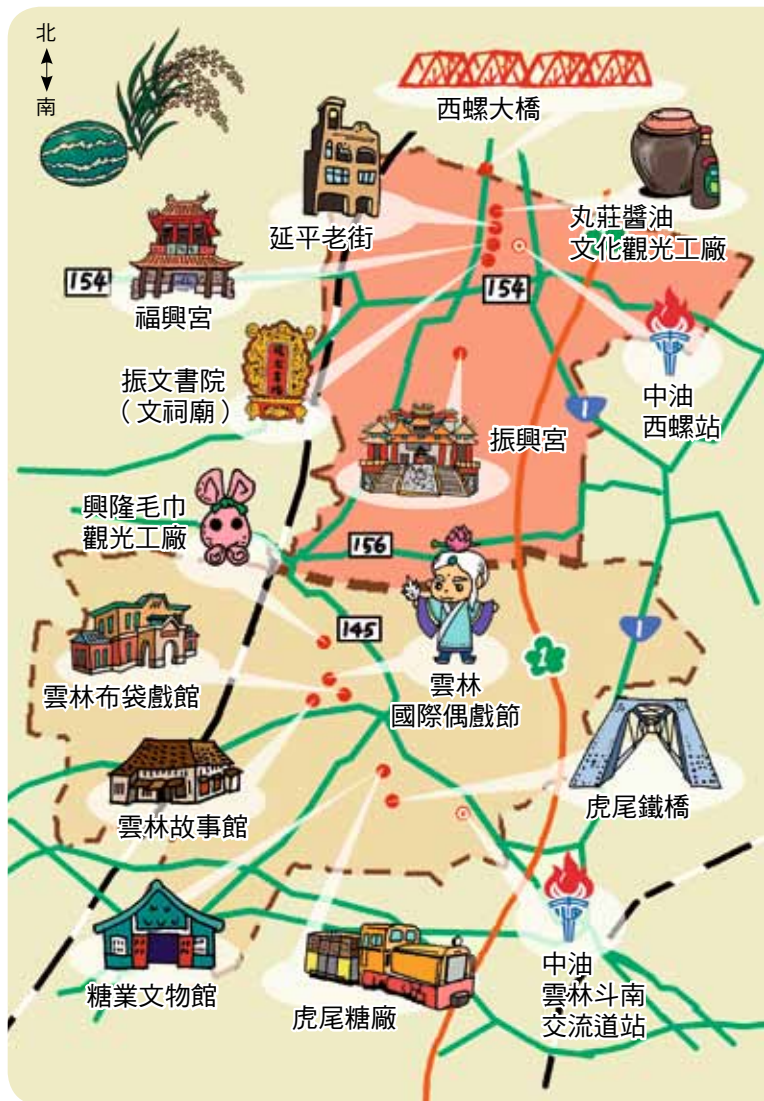 北
南
西螺大橋
延平老街
丸莊醬油
文化觀光工廠
154
福興宮
154
振文書院
（文祠廟）
中油
西螺站
1
振興宮
興隆毛巾
觀光工廠
156
145
1
1
雲林布袋戲館
雲林
國際偶戲節
雲林故事館
虎尾鐵橋
糖業文物館
虎尾糖廠
中油
雲林斗南
交流道站